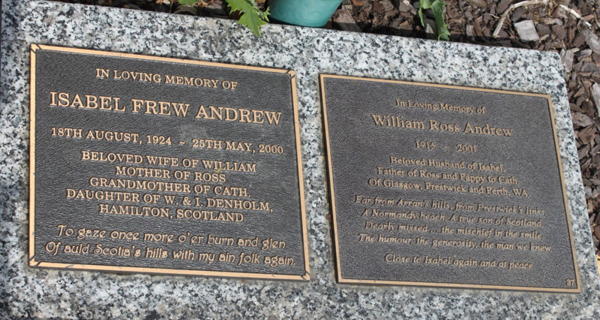 IN LOVING MEMORY OF
ISABEL FREW ANDREW
18TH AUGUST, 1924 - 25TH MAY, 2000
BELOVED WIFE OF WILLIAM
MOTHER OF ROSS
GRANDMOTHER OF CATH
DAUGHTER OF W. & I. DENHOLM,
HAMILTON, SCOTLAND
To gaze once more o'er burn and glen
Of auld Scotia's hills with my ain folk again
In Loving Memory of
William Ross Andrew
1915 - 2001
Beloved Husband of Isabel
Father of Ross and Pappy to Cath
Of Glasgow, Prestwick and Perth, WA
Far from Arran's hills, from Prestwick's links
A Normandy beach, A true son of Scotland
Dearly missed ... the mischief in the smile
The humour, the generosity, the man we knew
Close to Isabel again and at peace